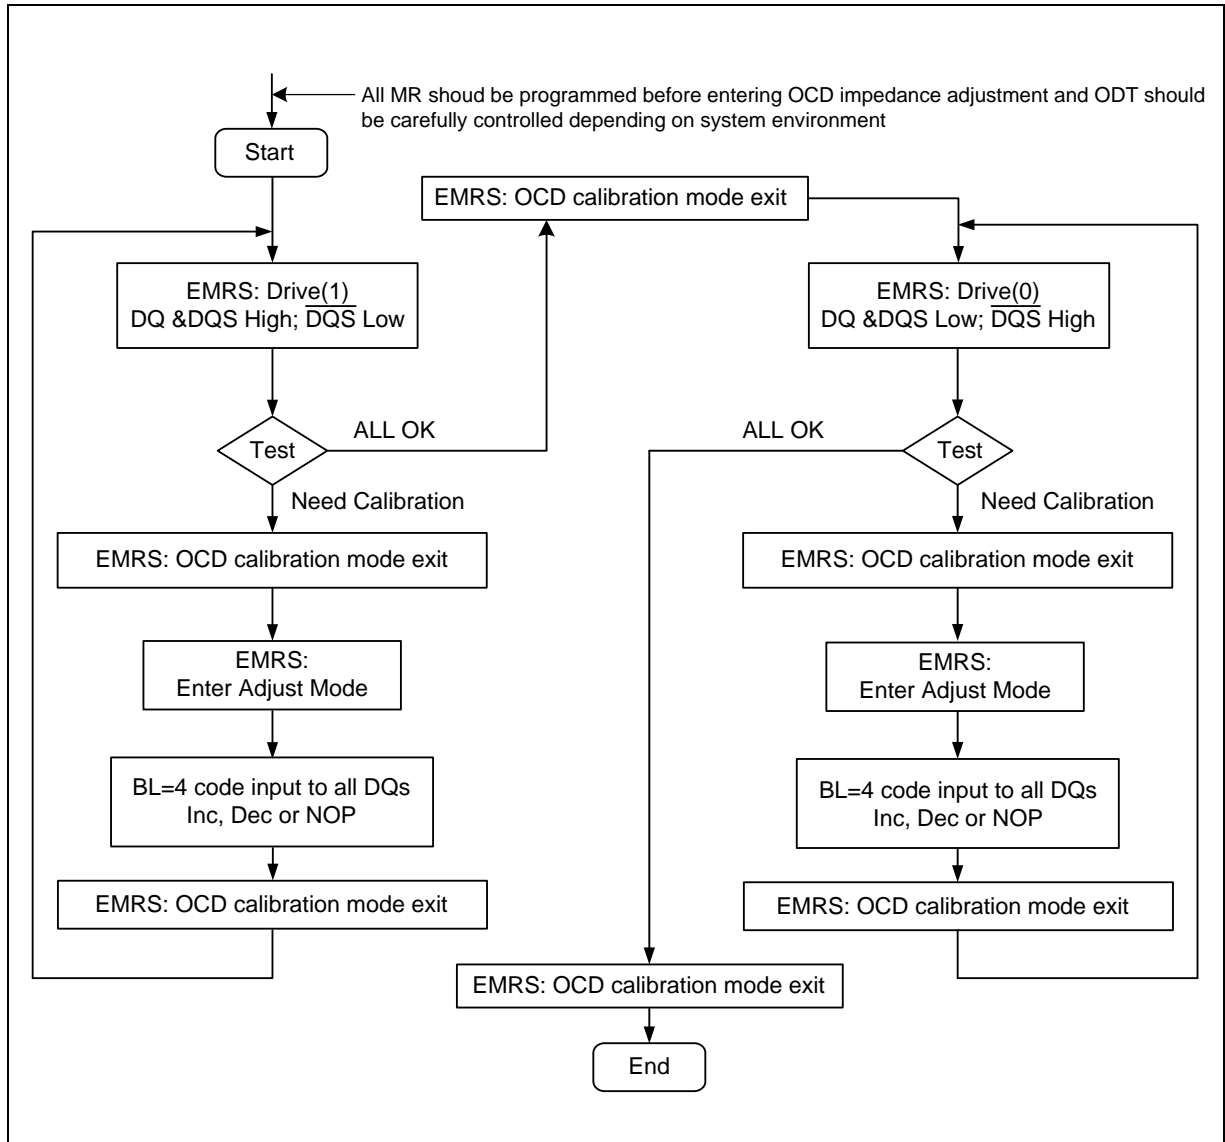 All MR shoud be programmed before entering OCD impedance adjustment and ODT should
be carefully controlled depending on system environment
Start
EMRS: OCD calibration mode exit
EMRS: Drive(1)
DQ &DQS High; D̅Q̅S̅ Low
Test
ALL OK
Need Calibration
EMRS: OCD calibration mode exit
EMRS:
Enter Adjust Mode
BL=4 code input to all DQs
Inc, Dec or NOP
EMRS: OCD calibration mode exit
EMRS: Drive(0)
DQ &DQS Low; D̅Q̅S̅ High
Test
ALL OK
Need Calibration
EMRS: OCD calibration mode exit
EMRS:
Enter Adjust Mode
BL=4 code input to all DQs
Inc, Dec or NOP
EMRS: OCD calibration mode exit
EMRS: OCD calibration mode exit
End